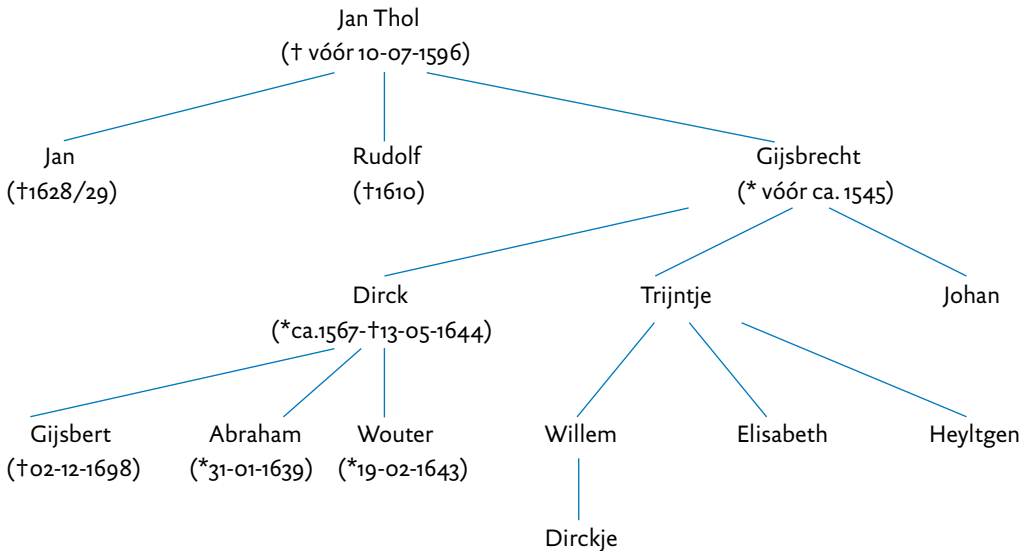 Jan Thol
(† vóór 10-07-1596)
Jan
(†1628/29)
Rudolf
(†1610)
Gijsbrecht
(* vóór ca. 1545)
Dirck
(*ca.1567-†13-05-1644)
Trijntje
Johan
Gijsbert
(†02-12-1698)
Abraham
(*31-01-1639)
Wouter
(*19-02-1643)
Willem
Elisabeth
Heyltgen
Dirckje